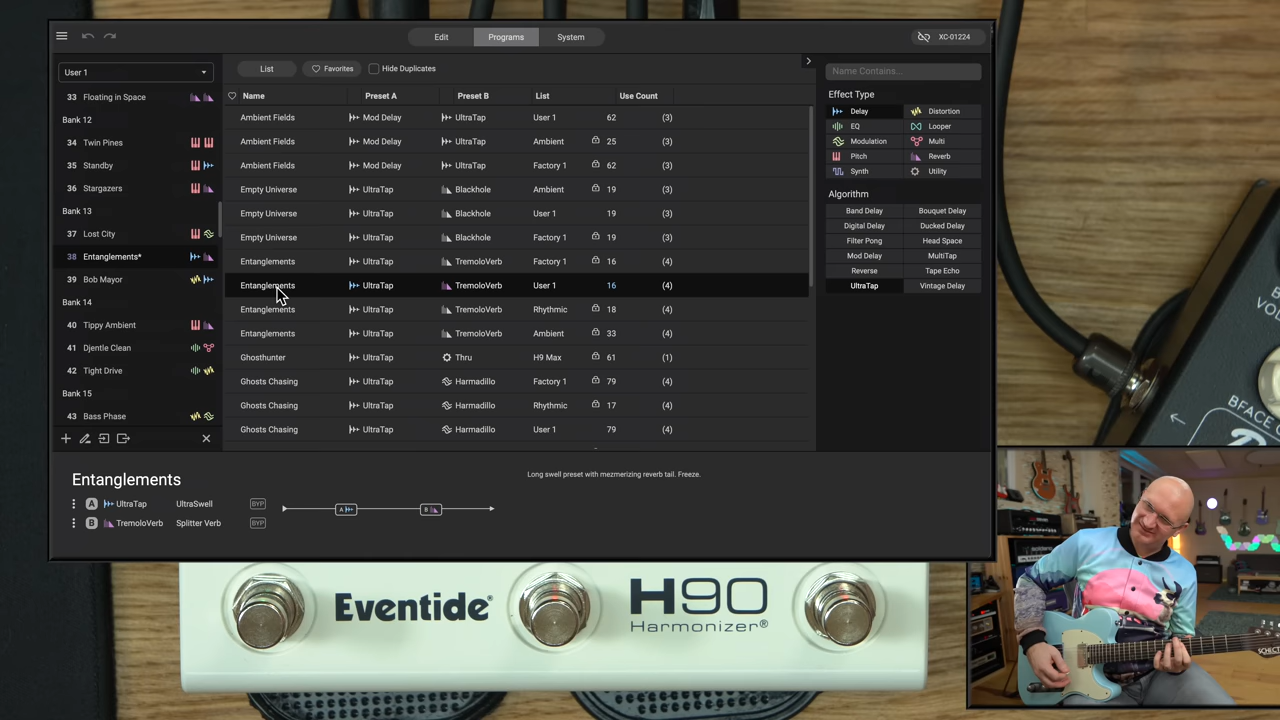 Edit Programs System XC-01224
User 1
33 Floating in Space
Bank 12
34 Twin Pines
35 Standby
36 Stargazers
Bank 13
37 Lost City
38 Entanglements*
39 Bob Mayor
Bank 14
40 Tippy Ambient
41 Djentle Clean
42 Tight Drive
Bank 15
43 Bass Phase
List Favorites Hide Duplicates
Name Preset A Preset B List Use Count
Ambient Fields Mod Delay UltraTap User 1 62 (3)
Ambient Fields Mod Delay UltraTap Ambient 25 (3)
Ambient Fields Mod Delay UltraTap Factory 1 62 (3)
Empty Universe UltraTap Blackhole Ambient 19 (3)
Empty Universe UltraTap Blackhole User 1 19 (3)
Empty Universe UltraTap Blackhole Factory 1 19 (3)
Entanglements UltraTap TremoloVerb Factory 1 16 (4)
Entanglements UltraTap TremoloVerb User 1 16 (4)
Entanglements UltraTap TremoloVerb Rhythmic 18 (4)
Entanglements UltraTap TremoloVerb Ambient 33 (4)
Ghosthunter UltraTap Thru H9 Max 61 (1)
Ghosts Chasing UltraTap Harmadillo Factory 1 79 (4)
Ghosts Chasing UltraTap Harmadillo Rhythmic 17 (4)
Ghosts Chasing UltraTap Harmadillo User 1 79 (4)
Name Contains...
Effect Type
Delay Distortion
EQ Looper
Modulation Multi
Pitch Reverb
Synth Utility
Algorithm
Band Delay Bouquet Delay
Digital Delay Ducked Delay
Filter Pong Head Space
Mod Delay MultiTap
Reverse Tape Echo
UltraTap Vintage Delay
Entanglements
A UltraTap UltraSwell BYP
B TremoloVerb Splitter Verb BYP
A B
Long swell preset with mezmerizing reverb tail. Freeze.
Eventide® H90
Harmonizer®
BFACE